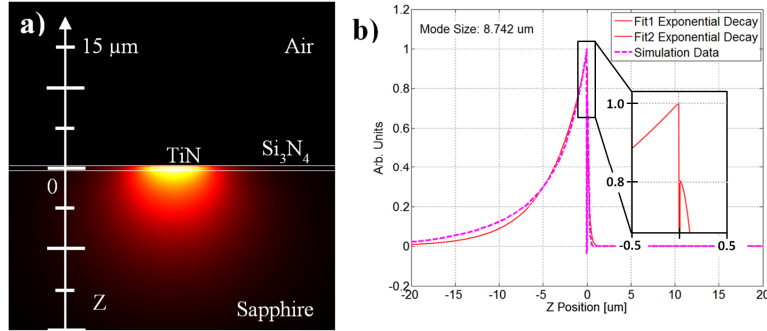 a)
15 µm
Air
TiN
Si3N4
0
Z
Sapphire
b)
Mode Size: 8.742 um
Fit1 Exponential Decay
Fit2 Exponential Decay
Simulation Data
Arb. Units
1.2
1
0.8
0.6
0.4
0.2
0
-0.2
-20
-15
-10
-5
0
5
10
15
20
Z Position [um]
1.0
0.8
-0.5
0.5